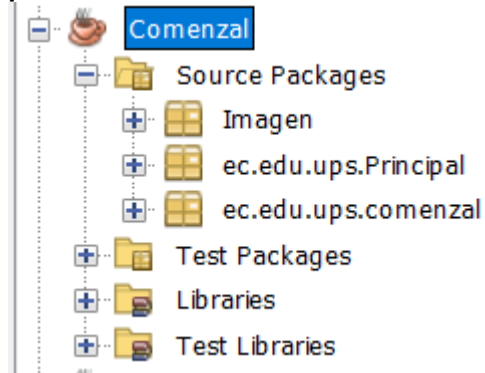 Comenzal
Source Packages
Imagen
ec.edu.ups.Principal
ec.edu.ups.comenzal
Test Packages
Libraries
Test Libraries